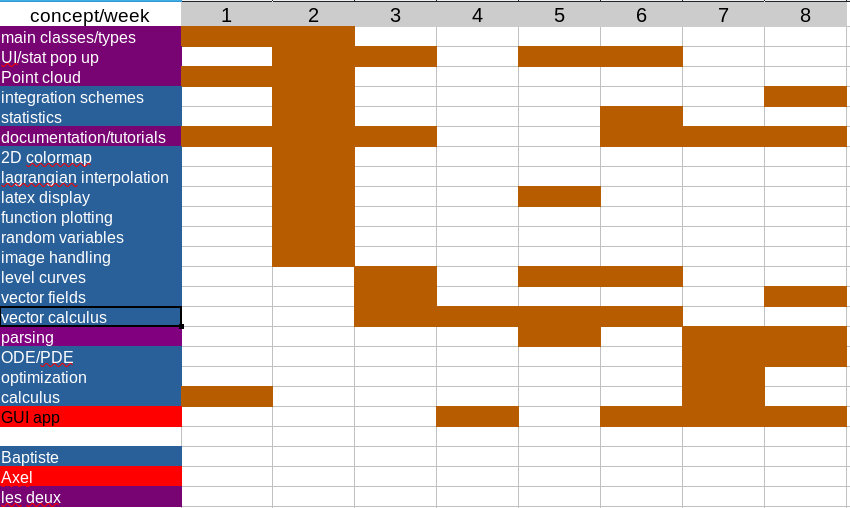 concept/week 1 2 3 4 5 6 7 8
main classes/types
UI/stat pop up
Point cloud
integration schemes
statistics
documentation/tutorials
2D colormap
lagrangian interpolation
latex display
function plotting
random variables
image handling
level curves
vector fields
vector calculus
parsing
ODE/PDE
optimization
calculus
GUI app
Baptiste
Axel
les deux